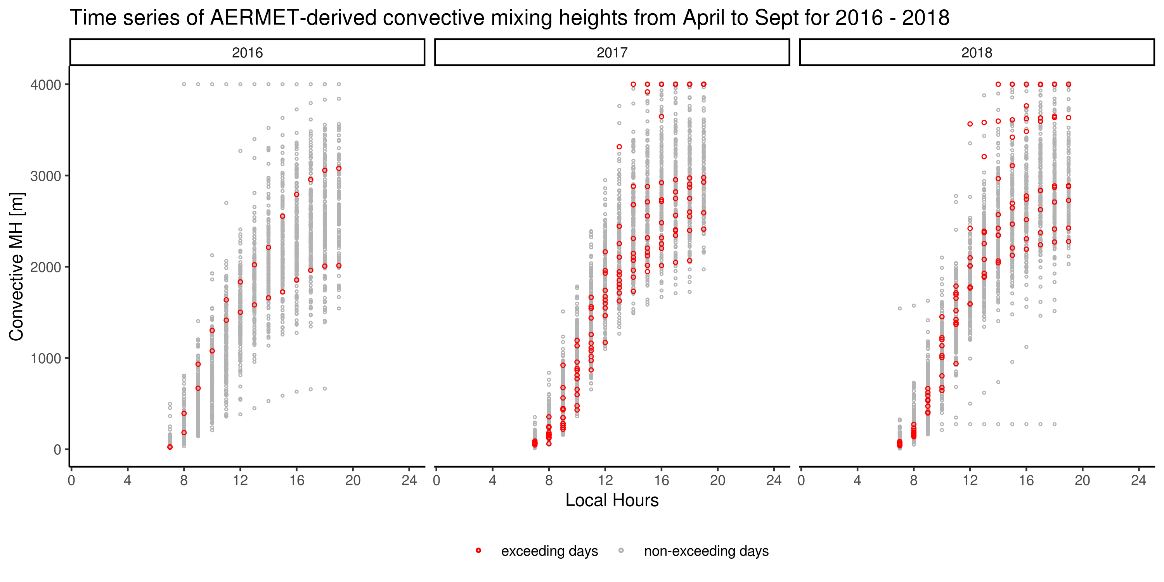 Time series of AERMET-derived convective mixing heights from April to Sept for 2016 - 2018
2016 2017 2018
Convective MH [m]
4000
3000
2000
1000
0
0 4 8 12 16 20 24 0 4 8 12 16 20 24 0 4 8 12 16 20 24
Local Hours
exceeding days non-exceeding days